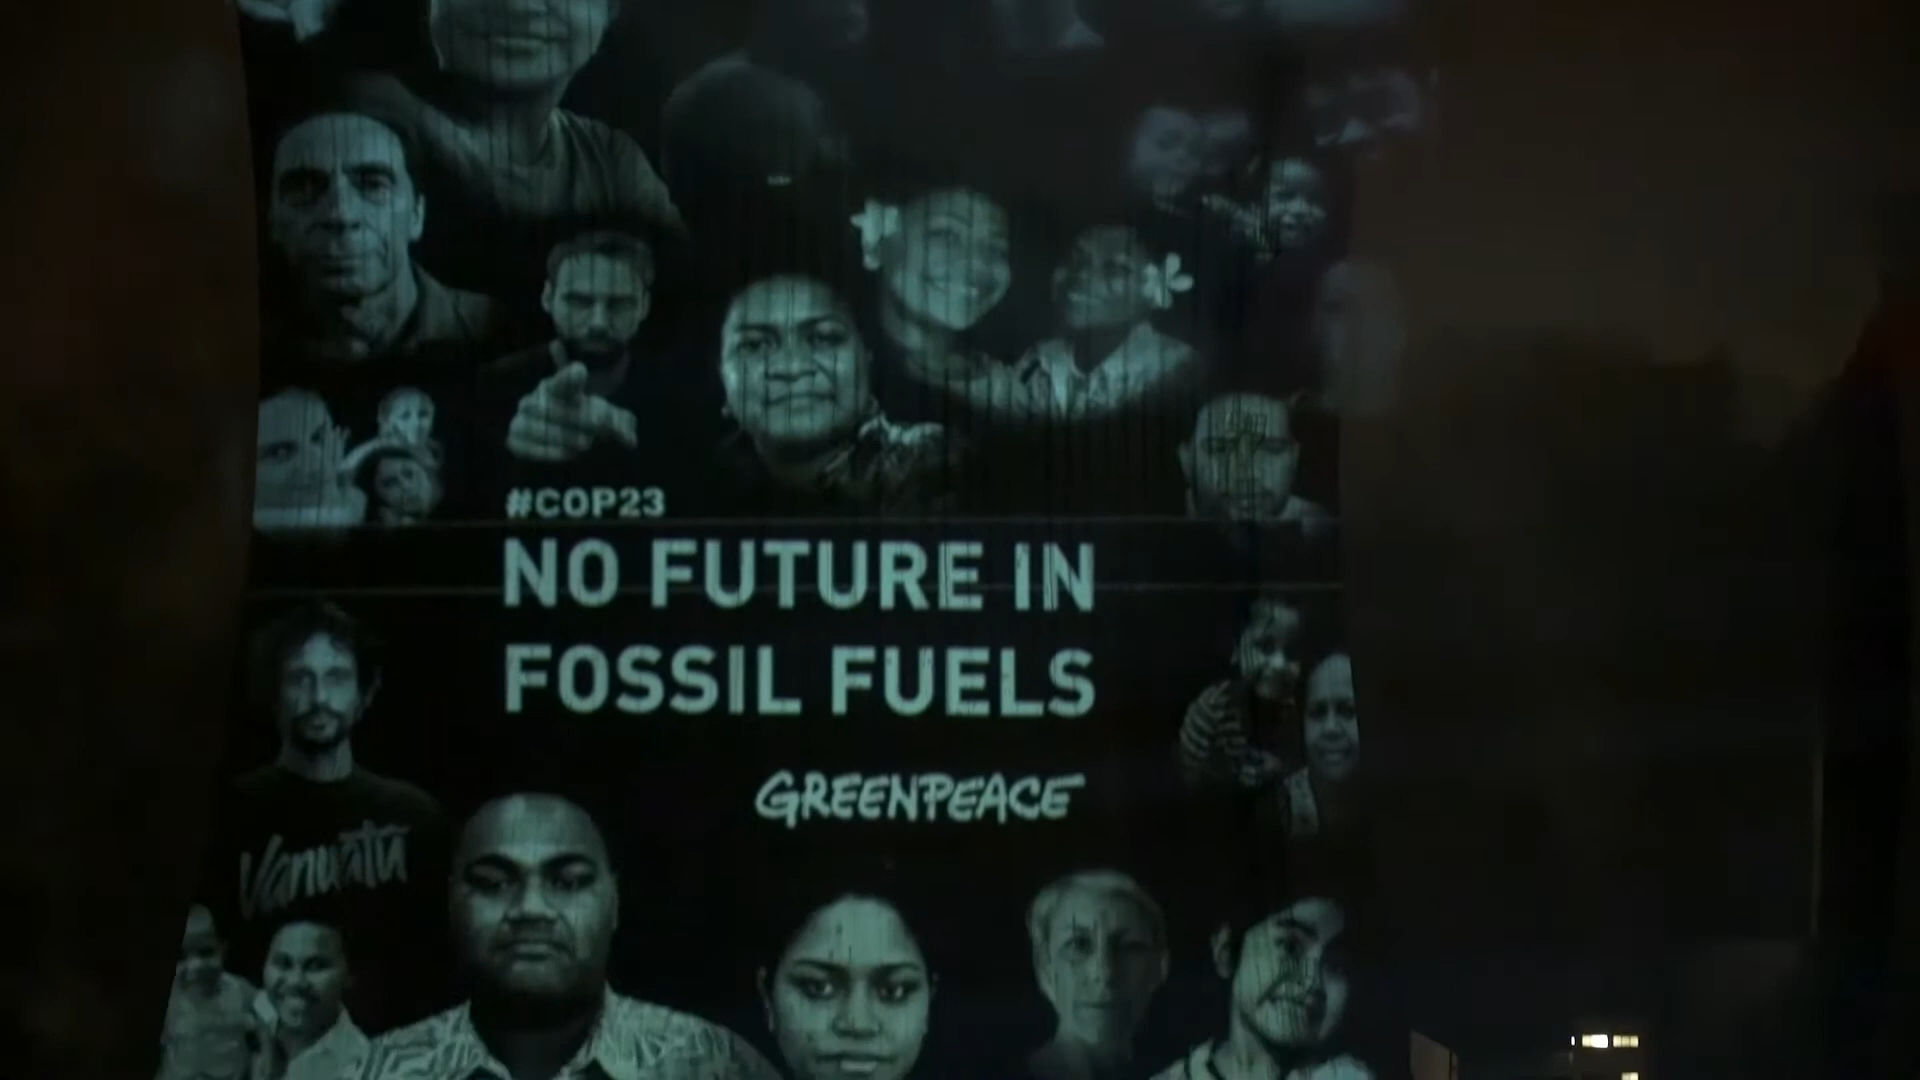 #COP23
NO FUTURE IN
FOSSIL FUELS
GREENPEACE
Vanuatu